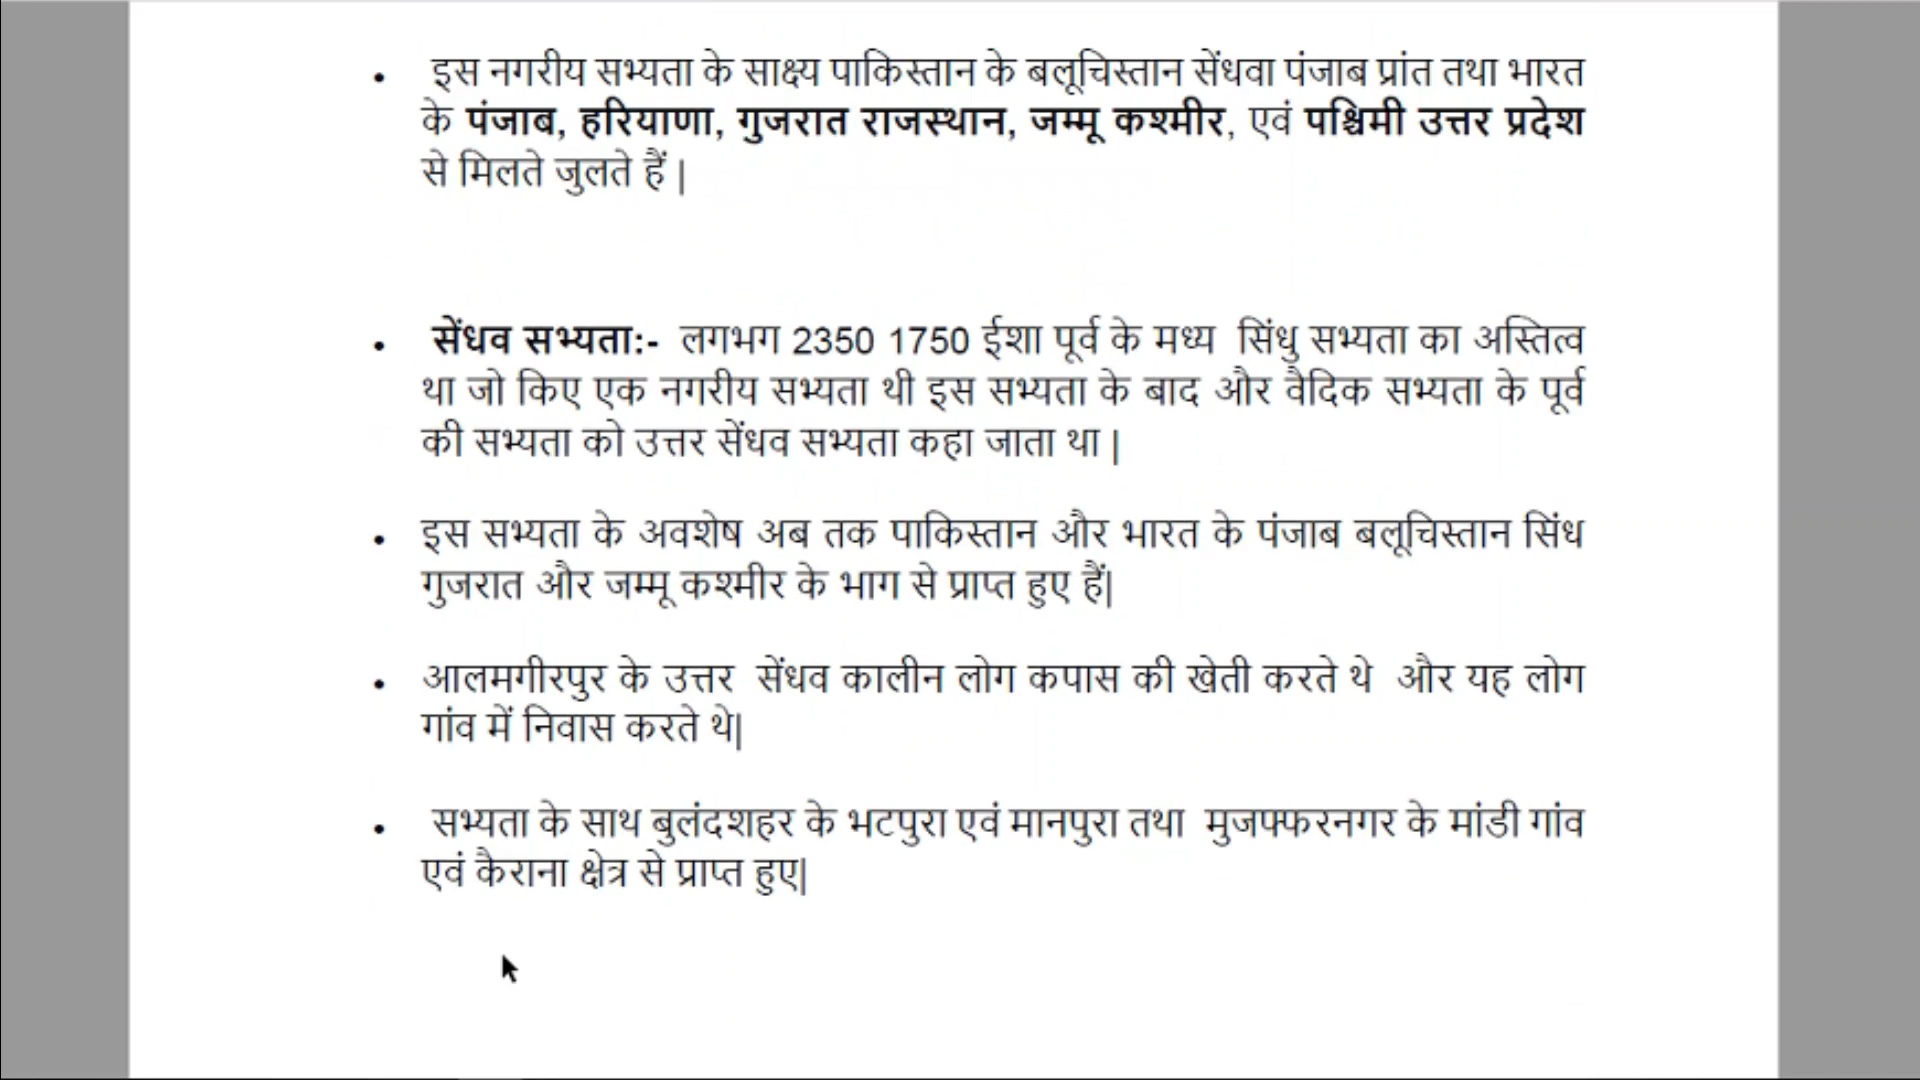 • इस नगरीय सभ्यता के साक्ष्य पाकिस्तान के बलूचिस्तान सेंधवा पंजाब प्रांत तथा भारत
के पंजाब, हरियाणा, गुजरात राजस्थान, जम्मू कश्मीर, एवं पश्चिमी उत्तर प्रदेश
से मिलते जुलते हैं |
• सेंधव सभ्यता:- लगभग 2350 1750 ईशा पूर्व के मध्य सिंधु सभ्यता का अस्तित्व
था जो किए एक नगरीय सभ्यता थी इस सभ्यता के बाद और वैदिक सभ्यता के पूर्व
की सभ्यता को उत्तर सेंधव सभ्यता कहा जाता था |
• इस सभ्यता के अवशेष अब तक पाकिस्तान और भारत के पंजाब बलूचिस्तान सिंध
गुजरात और जम्मू कश्मीर के भाग से प्राप्त हुए हैं|
• आलमगीरपुर के उत्तर सेंधव कालीन लोग कपास की खेती करते थे और यह लोग
गांव में निवास करते थे|
• सभ्यता के साथ बुलंदशहर के भटपुरा एवं मानपुरा तथा मुजफ्फरनगर के मांडी गांव
एवं कैराना क्षेत्र से प्राप्त हुए|